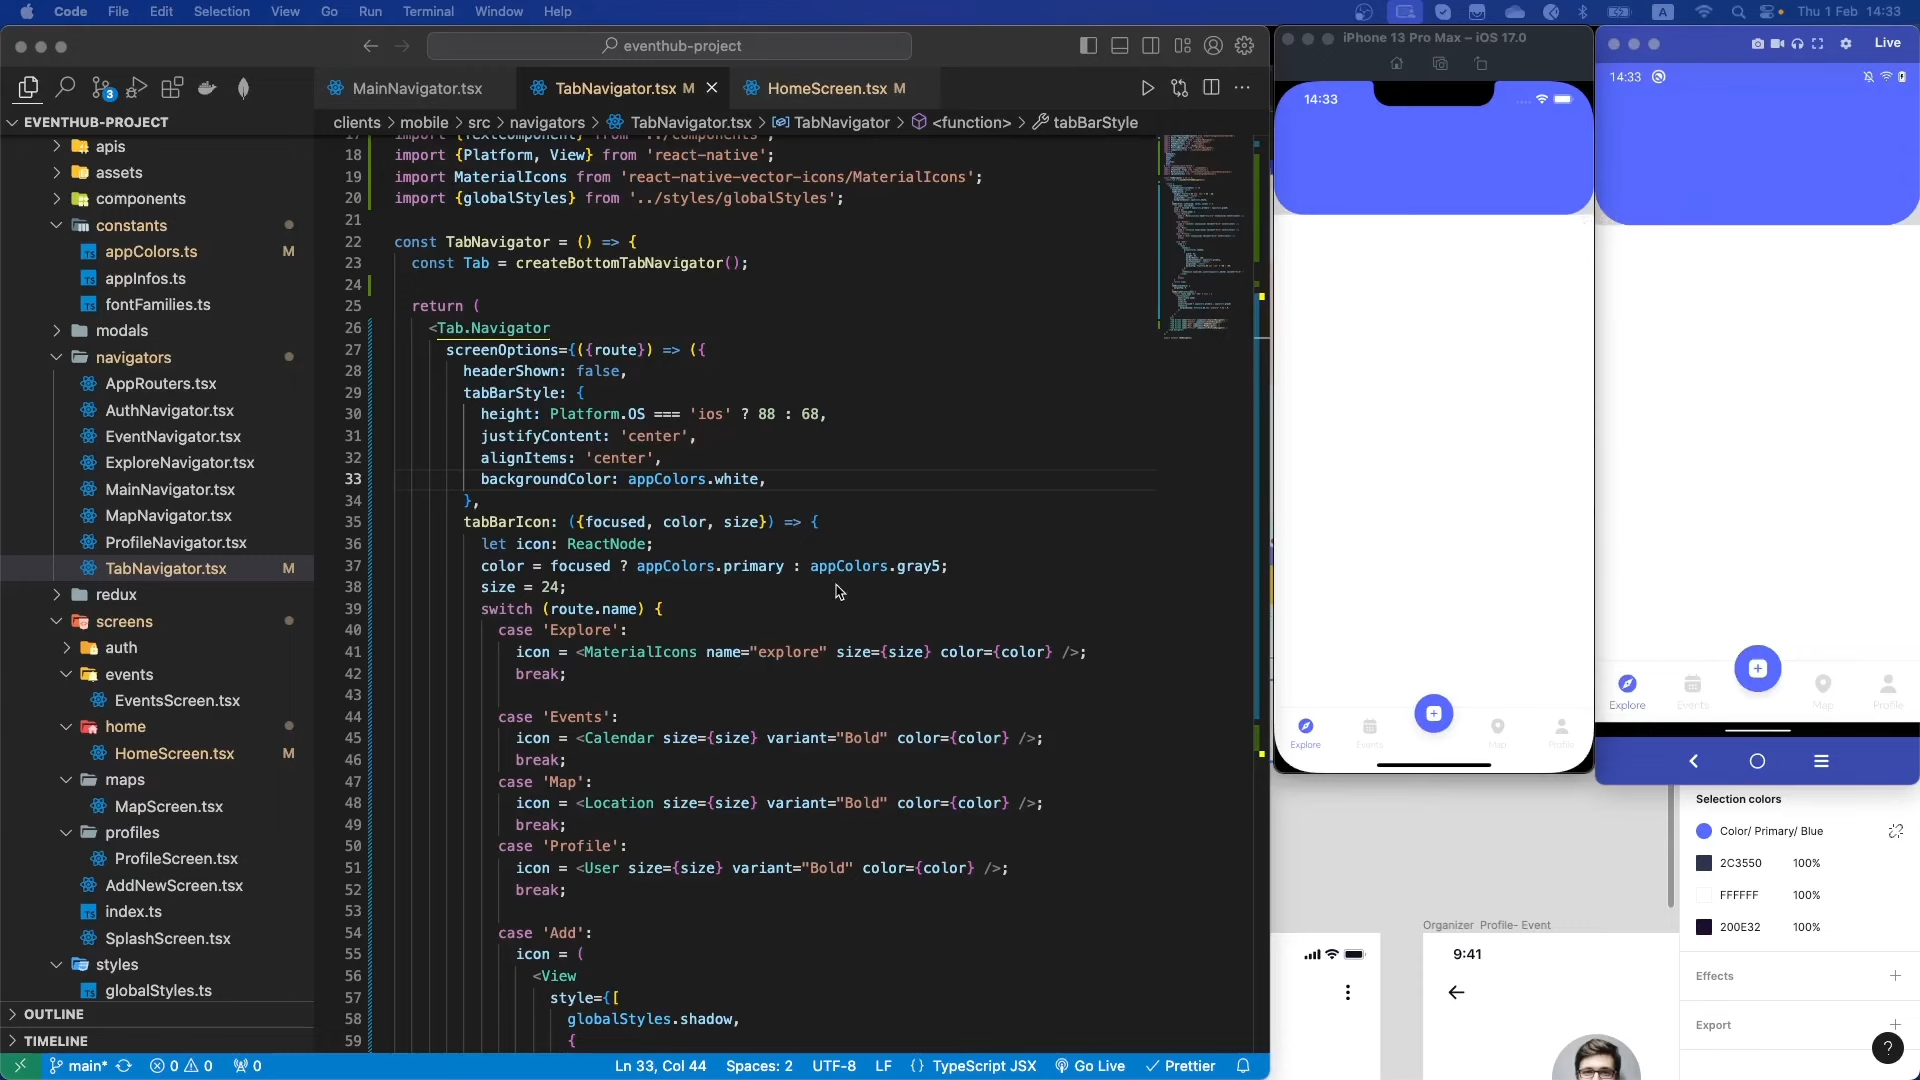 Code File Edit Selection View Go Run Terminal Window Help
A Thu 1 Feb 14:33
eventhub-project
MainNavigator.tsx
TabNavigator.tsx M
HomeScreen.tsx M
EVENTHUB-PROJECT
apis
assets
components
constants
appColors.ts M
appInfos.ts
fontFamilies.ts
modals
navigators
AppRouters.tsx
AuthNavigator.tsx
EventNavigator.tsx
ExploreNavigator.tsx
MainNavigator.tsx
MapNavigator.tsx
ProfileNavigator.tsx
TabNavigator.tsx M
redux
screens
auth
events
EventsScreen.tsx
home
HomeScreen.tsx M
maps
MapScreen.tsx
profiles
ProfileScreen.tsx
AddNewScreen.tsx
index.ts
SplashScreen.tsx
styles
globalStyles.ts
OUTLINE
TIMELINE
clients > mobile > src > navigators > TabNavigator.tsx > TabNavigator > <function> > tabBarStyle
17 import {TextComponent} from '../components';
18 import {Platform, View} from 'react-native';
19 import MaterialIcons from 'react-native-vector-icons/MaterialIcons';
20 import {globalStyles} from '../styles/globalStyles';
21
22 const TabNavigator = () => {
23 const Tab = createBottomTabNavigator();
24
25 return (
26 <Tab.Navigator
27 screenOptions={({route}) => ({
28 headerShown: false,
29 tabBarStyle: {
30 height: Platform.OS === 'ios' ? 88 : 68,
31 justifyContent: 'center',
32 alignItems: 'center',
33 backgroundColor: appColors.white,
34 },
35 tabBarIcon: ({focused, color, size}) => {
36 let icon: ReactNode;
37 color = focused ? appColors.primary : appColors.gray5;
38 size = 24;
39 switch (route.name) {
40 case 'Explore':
41 icon = <MaterialIcons name="explore" size={size} color={color} />;
42 break;
43
44 case 'Events':
45 icon = <Calendar size={size} variant="Bold" color={color} />;
46 break;
47 case 'Map':
48 icon = <Location size={size} variant="Bold" color={color} />;
49 break;
50 case 'Profile':
51 icon = <User size={size} variant="Bold" color={color} />;
52 break;
53
54 case 'Add':
55 icon = (
56 <View
57 style={[
58 globalStyles.shadow,
59 {
3
main* 0 0 0
Ln 33, Col 44 Spaces: 2 UTF-8 LF {} TypeScript JSX Go Live Prettier
iPhone 13 Pro Max – iOS 17.0
14:33
Explore Events Map Profile
Live
14:33
Explore Events Map Profile
Selection colors
Color/ Primary/ Blue
2C3550 100%
FFFFFF 100%
200E32 100%
Effects
Export
?
Organizer Profile- Event
9:41